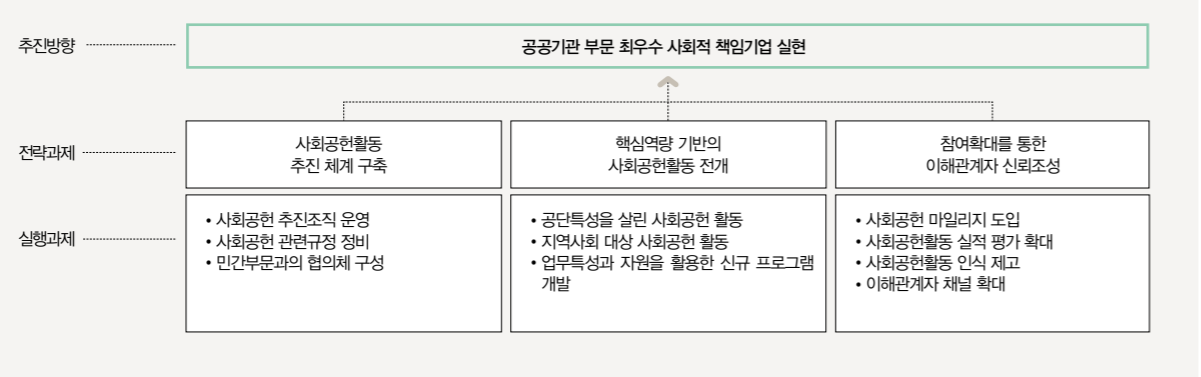 추진방향
공공기관 부문 최우수 사회적 책임기업 실현
전략과제
사회공헌활동
추진 체계 구축
핵심역량 기반의
사회공헌활동 전개
참여확대를 통한
이해관계자 신뢰조성
실행과제
• 사회공헌 추진조직 운영
• 사회공헌 관련규정 정비
• 민간부문과의 협의체 구성
• 공단특성을 살린 사회공헌 활동
• 지역사회 대상 사회공헌 활동
• 업무특성과 자원을 활용한 신규 프로그램
개발
• 사회공헌 마일리지 도입
• 사회공헌활동 실적 평가 확대
• 사회공헌활동 인식 제고
• 이해관계자 채널 확대